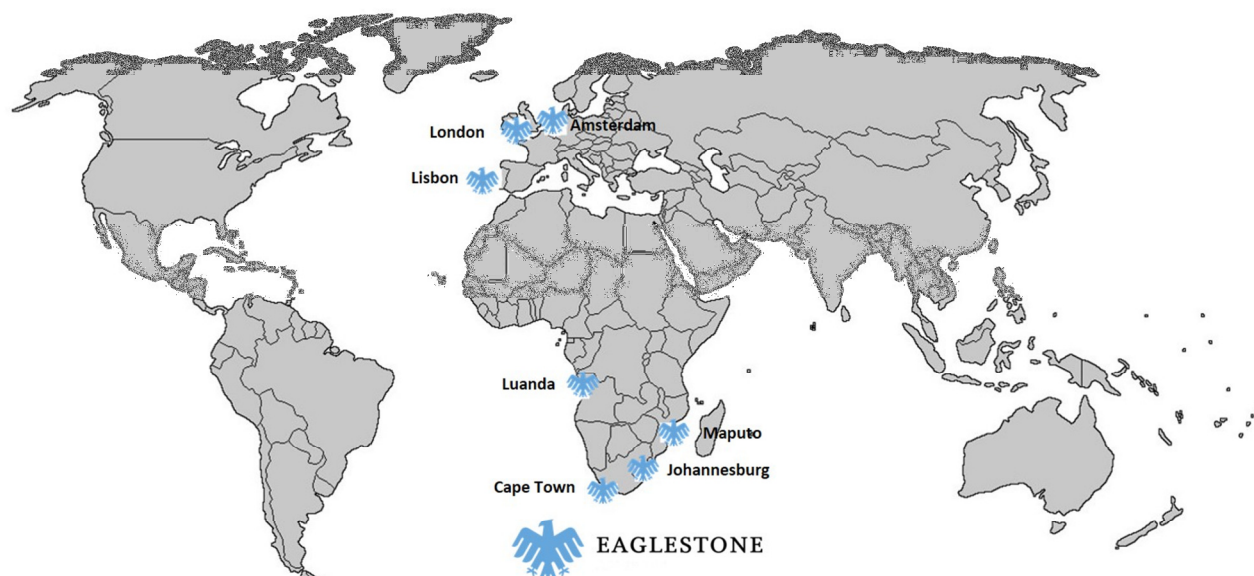 London
Amsterdam
Lisbon
Luanda
Maputo
Johannesburg
Cape Town
EAGLESTONE